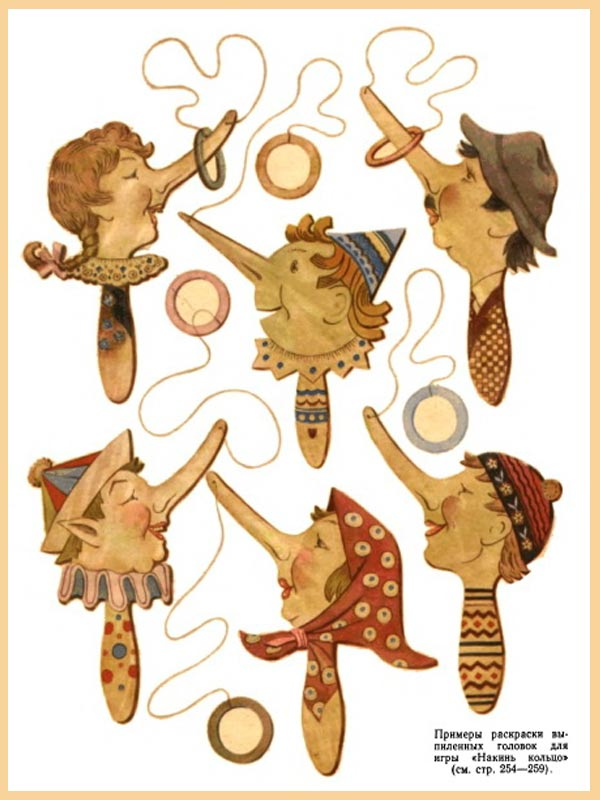 Примеры раскраски вы-
пиленных головок для
игры «Накинь кольцо»
(см. стр. 254—259).